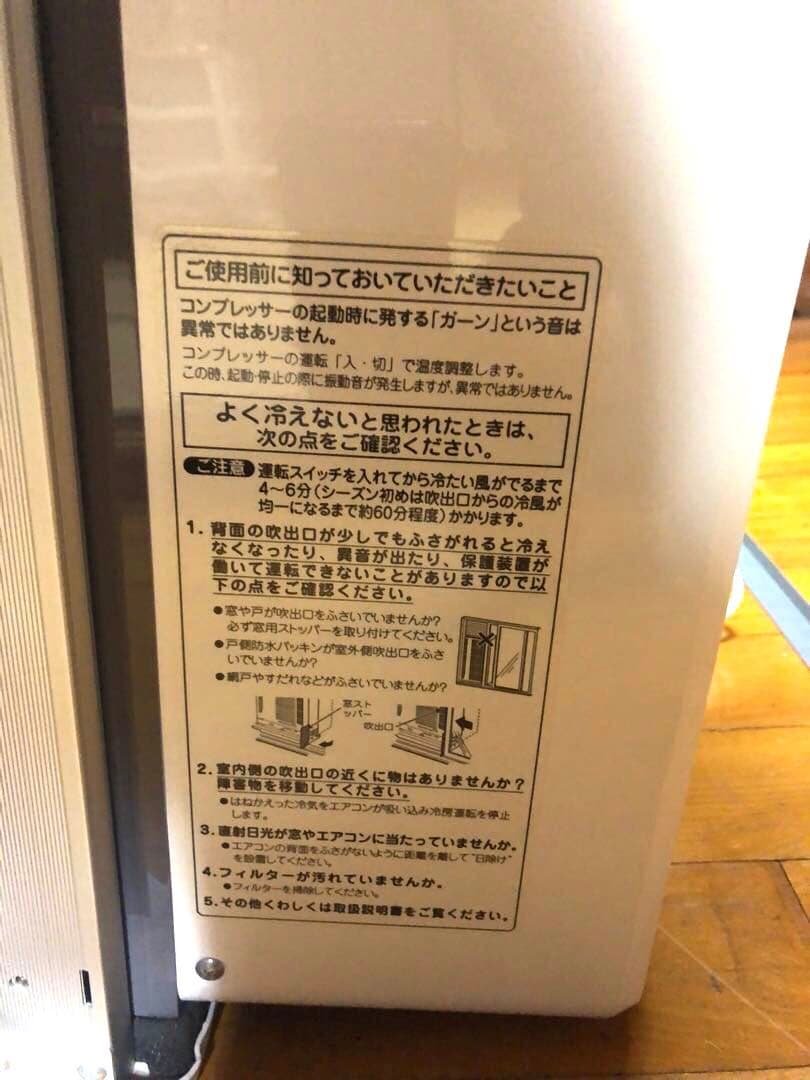 ご使用前に知っておいていただきたいこと
コンプレッサーの起動時に発する「ガーン」という音は
異常ではありません。
コンプレッサーの運転「入・切」で温度調整します。
この時、起動・停止の際に振動音が発生しますが、異常ではありません。
よく冷えないと思われたときは、
次の点をご確認ください。
ご注意 運転スイッチを入れてから冷たい風がでるまで
4〜6分(シーズン初めは吹出口からの冷風が
均一になるまで約60分程度)かかります。
1. 背面の吹出口が少しでもふさがれると冷え
なくなったり、異音が出たり、保護装置が
働いて運転できないことがありますので以
下の点をご確認ください。
●窓や戸が吹出口をふさいでいませんか?
必ず窓用ストッパーを取り付けてください。
●戸側防水パッキンが室外側吹出口をふさ
いでいませんか?
●網戸やすだれなどがふさいでいませんか?
窓スト
ッパー
吹出口
2. 室内側の吹出口の近くに物はありませんか?
障害物を移動してください。
●はねかえった冷気をエアコンが吸い込み冷房運転を停止
します。
3. 直射日光が窓やエアコンに当たっていませんか。
●エアコンの背面をふさがないように距離を離して"日除け"
を設置してください。
4. フィルターが汚れていませんか。
●フィルターを掃除してください。
5. その他くわしくは取扱説明書をご覧ください。